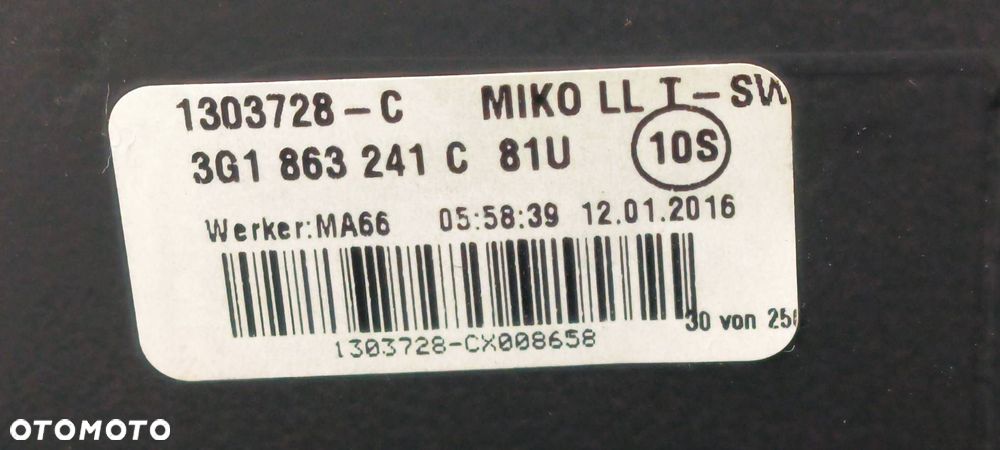 1303728-C MIKO LL T-SW
3G1 863 241 C 81U 10S
Werker:MA66 05:58:39 12.01.2016
30 von
1303728-CX008658
OTOMOTO